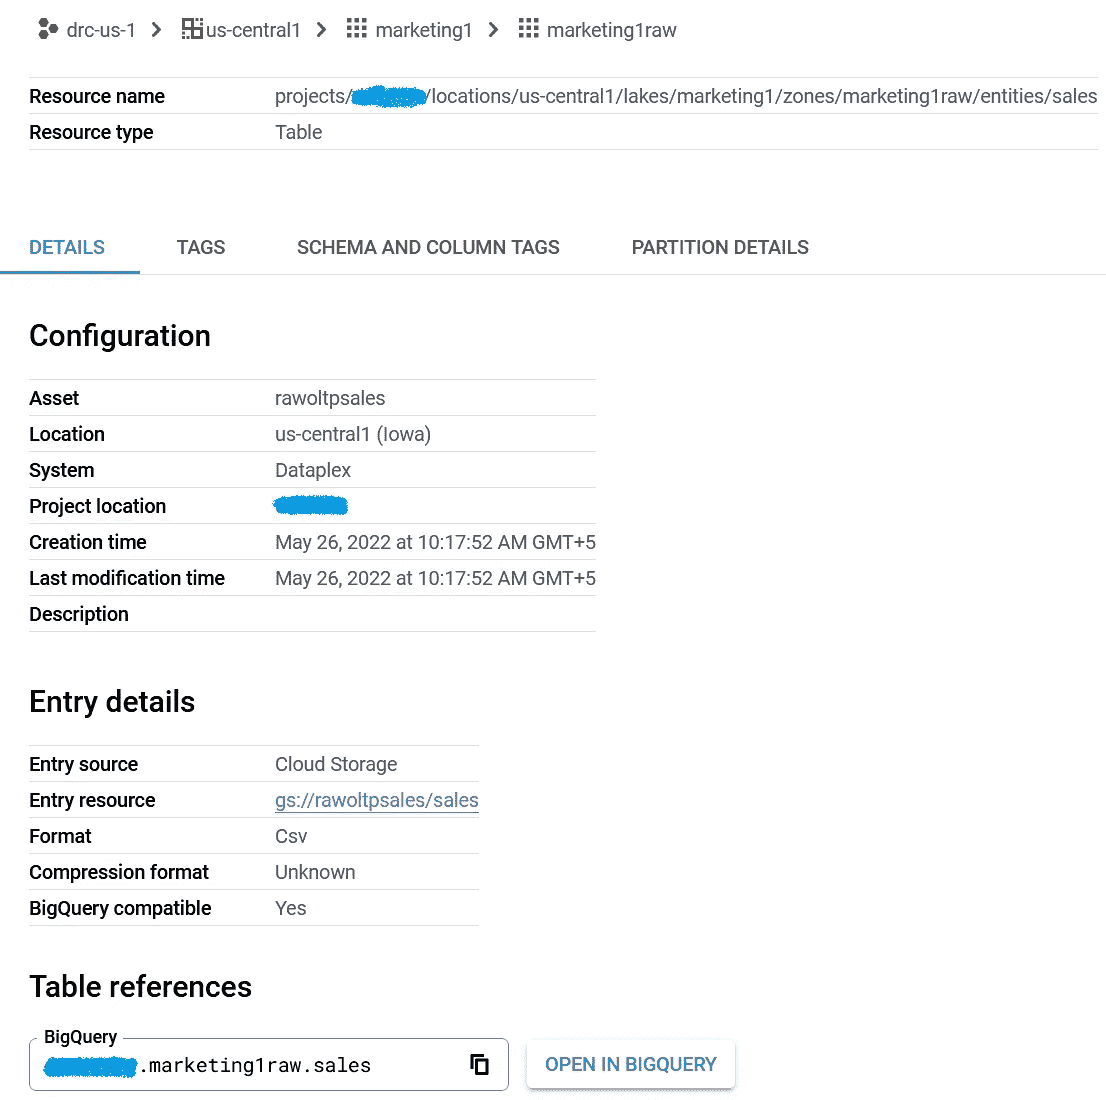 drc-us-1 us-central1 marketing1 marketing1raw
Resource name projects/ /locations/us-central1/lakes/marketing1/zones/marketing1raw/entities/sales
Resource type Table
DETAILS TAGS SCHEMA AND COLUMN TAGS PARTITION DETAILS
Configuration
Asset rawoltpsales
Location us-central1 (Iowa)
System Dataplex
Project location
Creation time May 26, 2022 at 10:17:52 AM GMT+5
Last modification time May 26, 2022 at 10:17:52 AM GMT+5
Description
Entry details
Entry source Cloud Storage
Entry resource gs://rawoltpsales/sales
Format Csv
Compression format Unknown
BigQuery compatible Yes
Table references
BigQuery
.marketing1raw.sales OPEN IN BIGQUERY